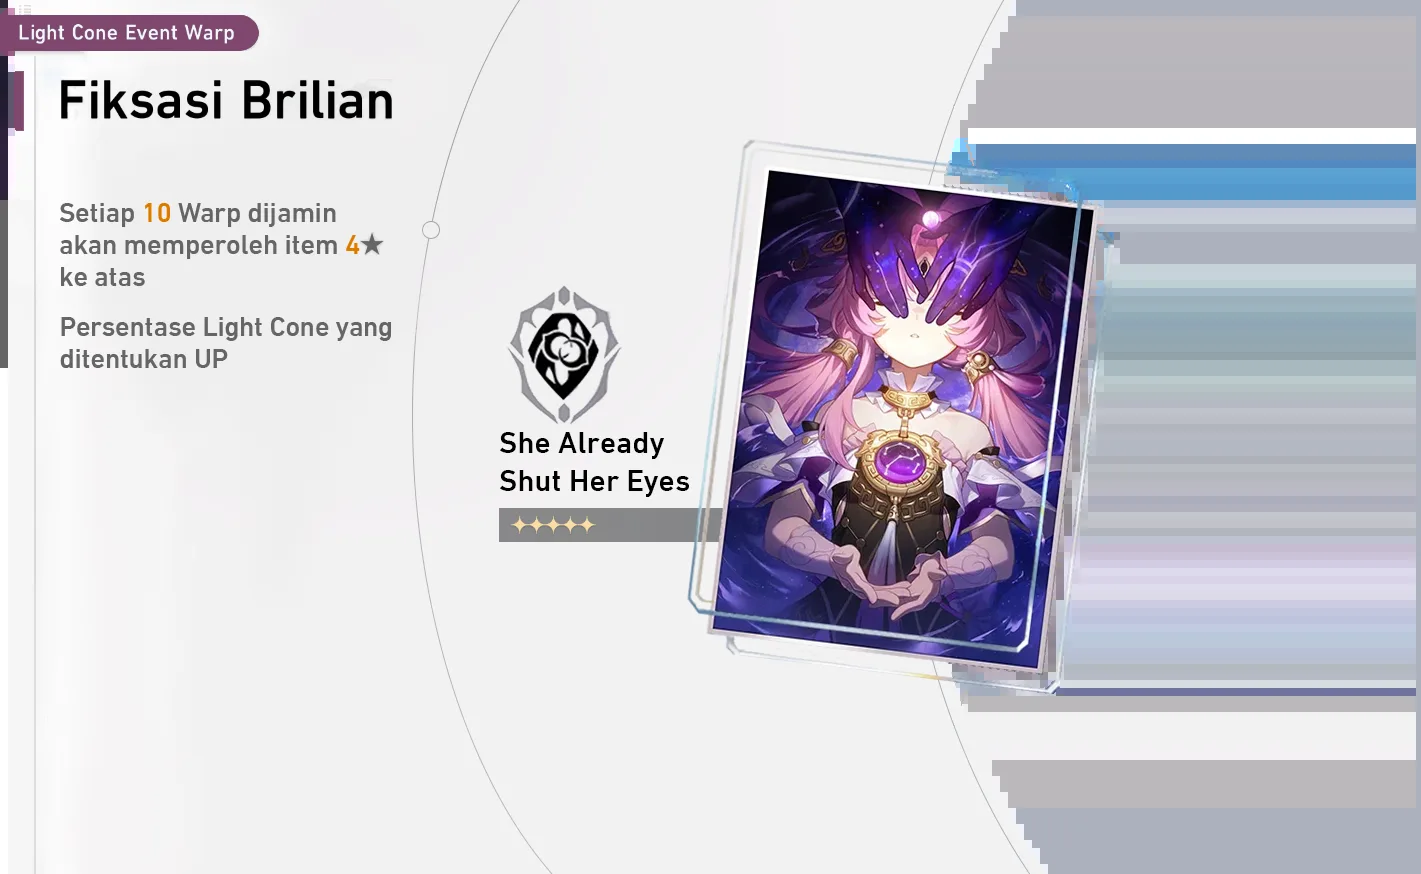 Light Cone Event Warp
Fiksasi Brilian
Setiap 10 Warp dijamin
akan memperoleh item 4★
ke atas
Persentase Light Cone yang
ditentukan UP
She Already
Shut Her Eyes